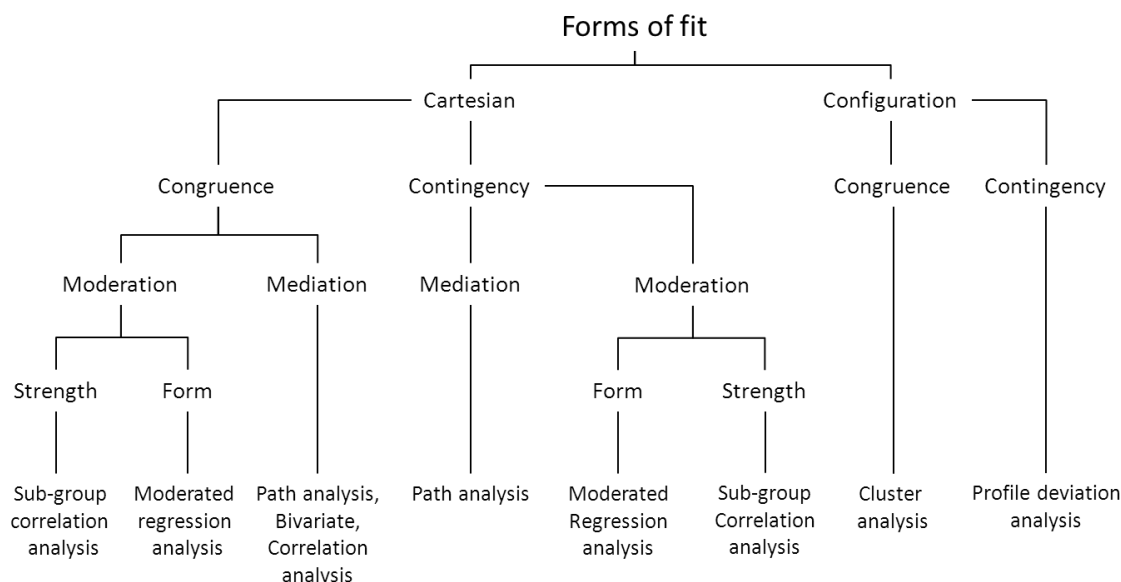 Forms of fit
Cartesian
Configuration
Congruence
Contingency
Congruence
Contingency
Moderation
Mediation
Mediation
Moderation
Strength
Form
Form
Strength
Sub-group
correlation
analysis
Moderated
regression
analysis
Path analysis,
Bivariate,
Correlation
analysis
Path analysis
Moderated
Regression
analysis
Sub-group
Correlation
analysis
Cluster
analysis
Profile deviation
analysis